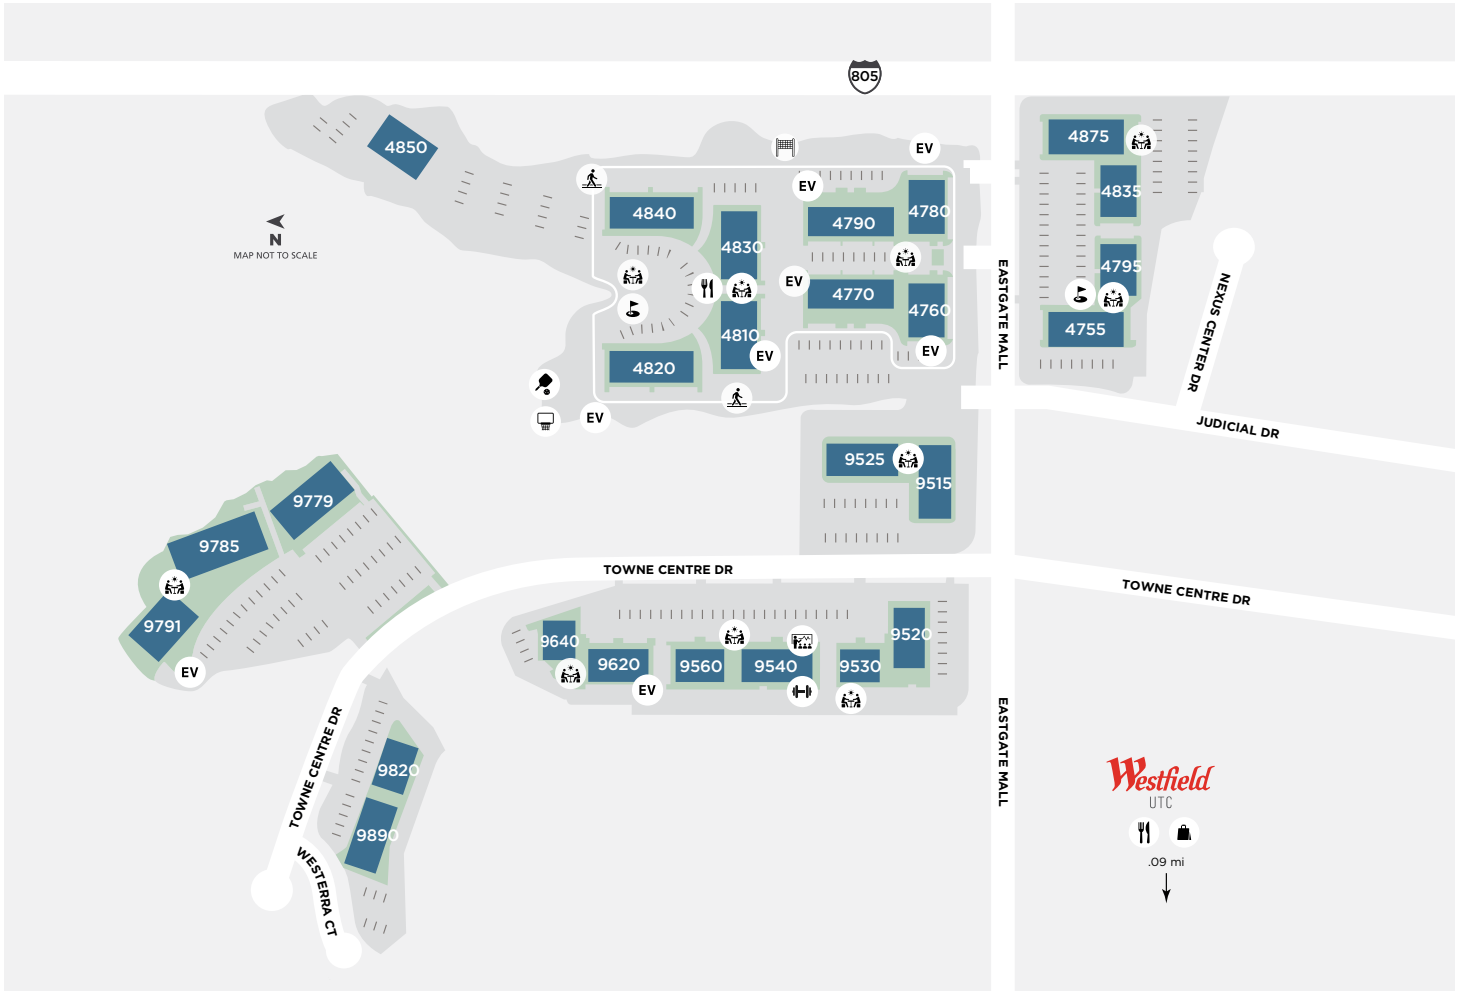 805
EV
4875
4850
4835
EV
4780
4840
4790
4830
N
MAP NOT TO SCALE
4795
EASTGATE MALL
NEXUS CENTER DR
EV
4770
4760
4755
4810
EV
EV
4820
EV
JUDICIAL DR
9525
9515
9779
9785
TOWNE CENTRE DR
TOWNE CENTRE DR
9791
9640
9520
9620
9560
9540
9530
EV
EV
TOWNE CENTRE DR
9820
9890
EASTGATE MALL
Westfield
UTC
.09 mi
WESTERRA CT